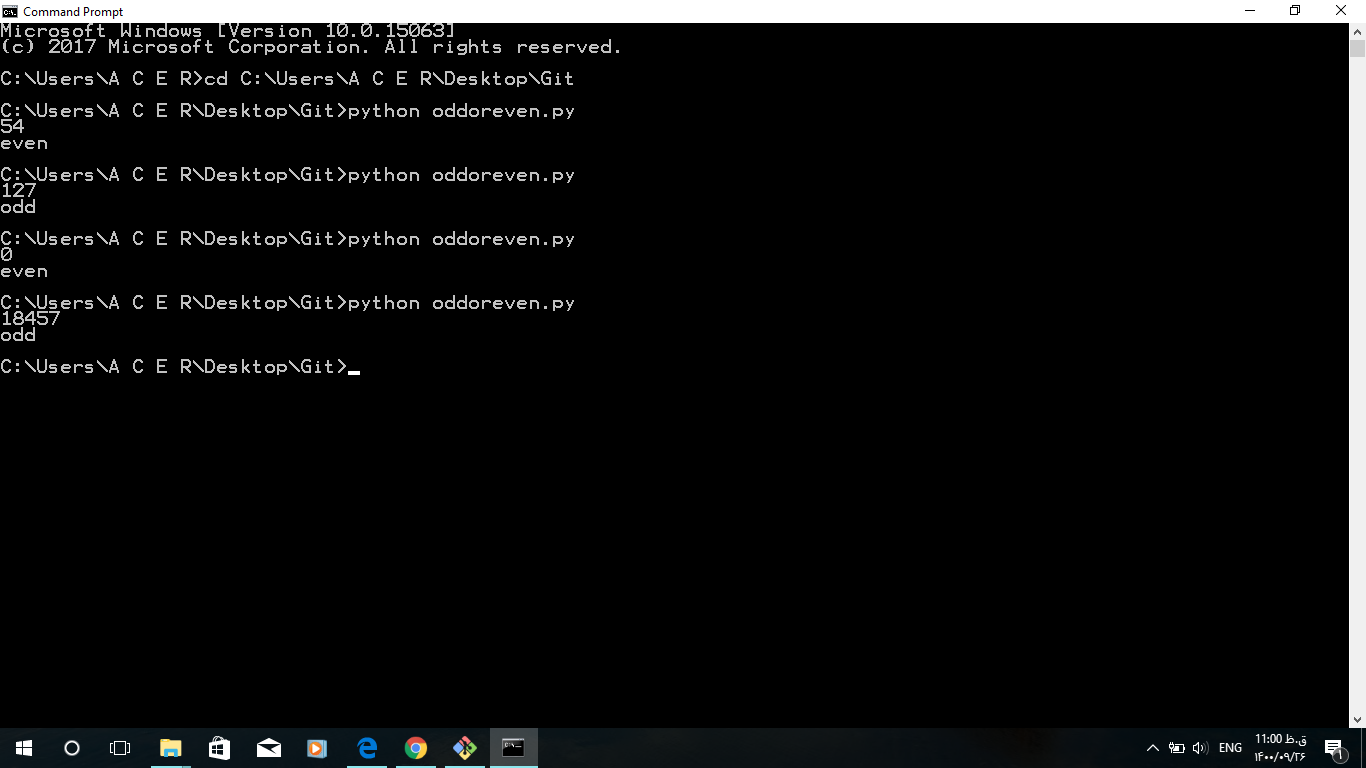 Command Prompt
Microsoft Windows [Version 10.0.15063]
(c) 2017 Microsoft Corporation. All rights reserved.
C:\Users\A C E R>cd C:\Users\A C E R\Desktop\Git
C:\Users\A C E R\Desktop\Git>python oddoreven.py
54
even
C:\Users\A C E R\Desktop\Git>python oddoreven.py
127
odd
C:\Users\A C E R\Desktop\Git>python oddoreven.py
0
even
C:\Users\A C E R\Desktop\Git>python oddoreven.py
18457
odd
C:\Users\A C E R\Desktop\Git>
ENG
11:00 ق.ظ
۱۴۰۰/۰۹/۲۶
1